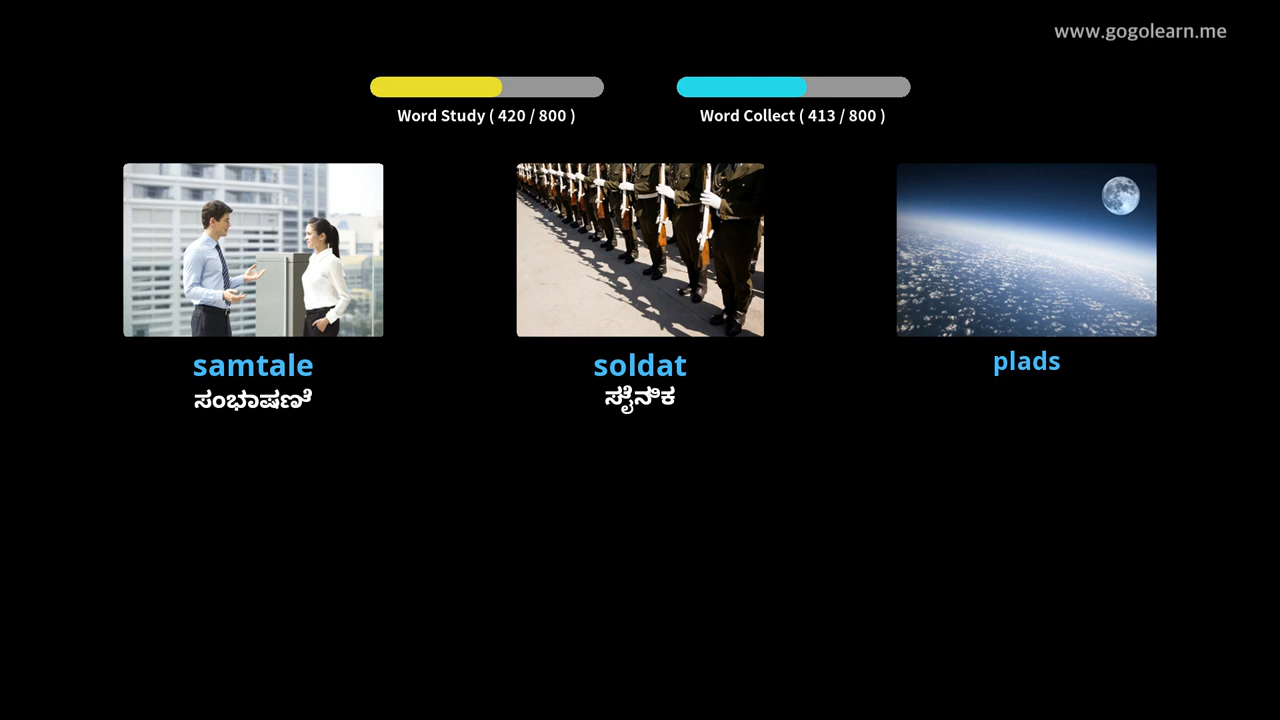 www.gogolearn.me
Word Study ( 420 / 800 )
Word Collect ( 413 / 800 )
samtale
ಸಂಭಾಷಣೆ
soldat
ಸೈನಿಕ
plads